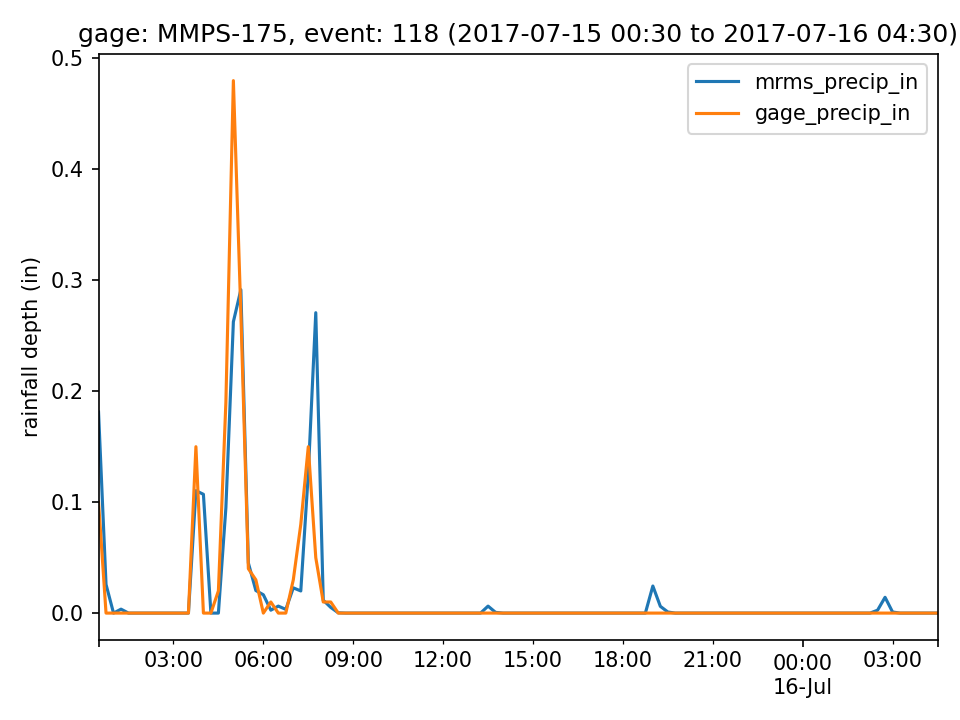 gage: MMPS-175, event: 118 (2017-07-15 00:30 to 2017-07-16 04:30)
mrms_precip_in
gage_precip_in
rainfall depth (in)
0.5
0.4
0.3
0.2
0.1
0.0
03:00 06:00 09:00 12:00 15:00 18:00 21:00 00:00 03:00
16-Jul